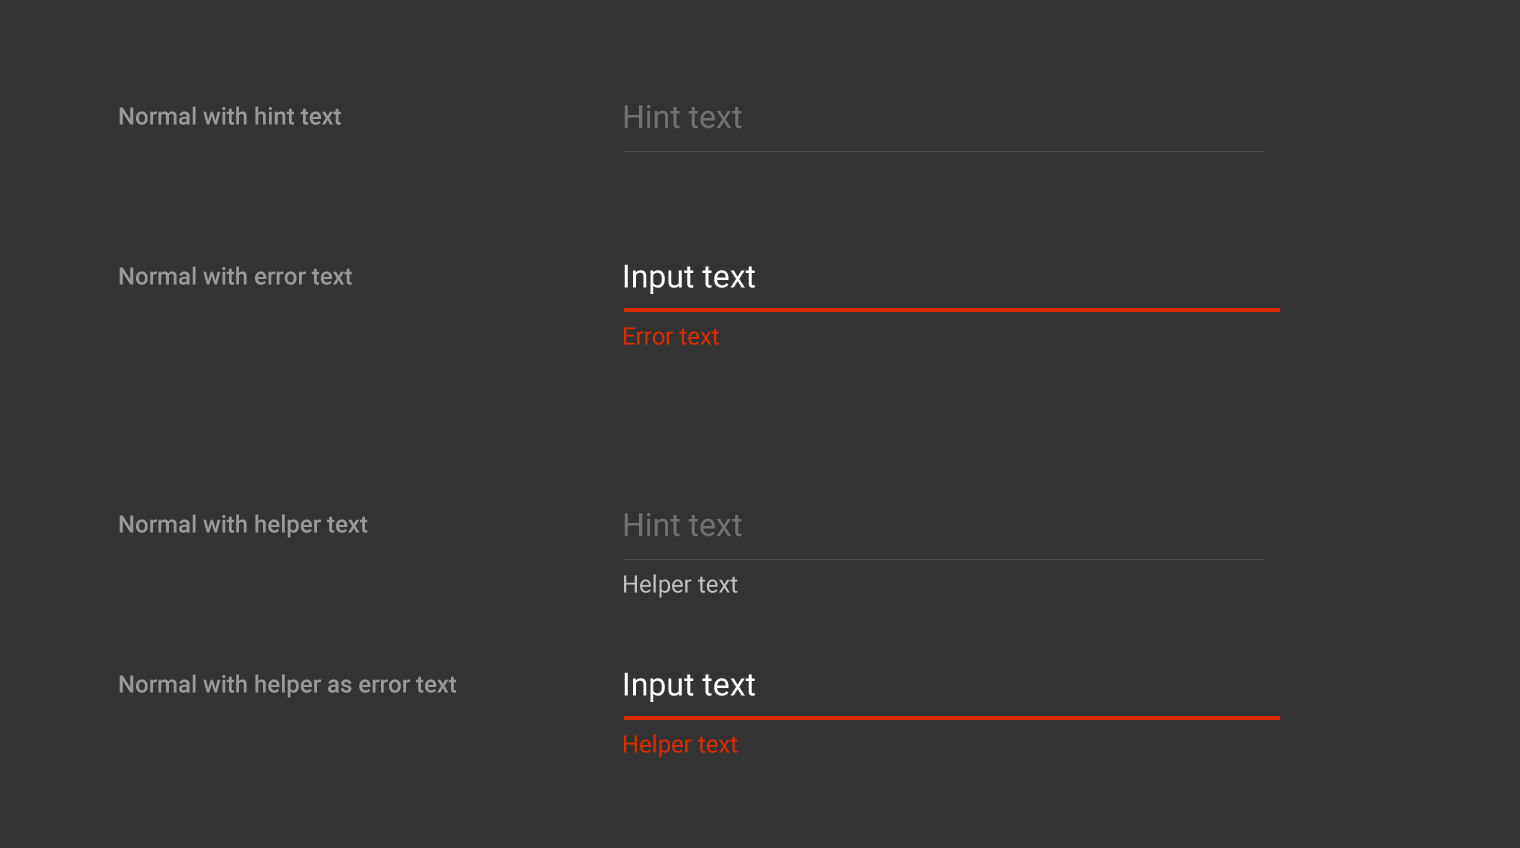 Normal with hint text
Hint text
Normal with error text
Input text
Error text
Normal with helper text
Hint text
Helper text
Normal with helper as error text
Input text
Helper text